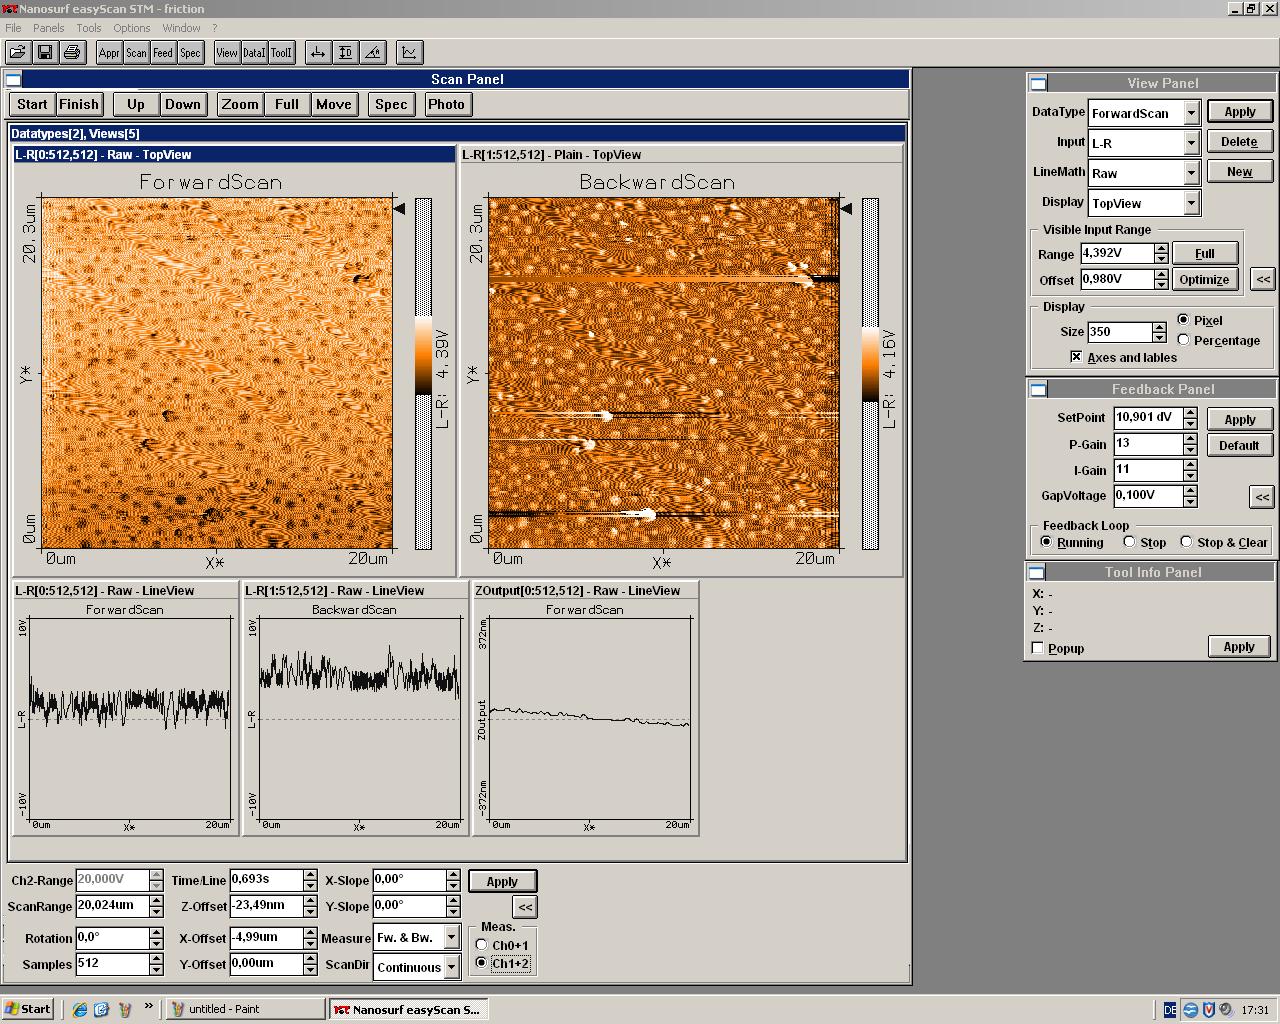 Nanosurf easyScan STM - friction
File Panels Tools Options Window ?
Appr Scan Feed Spec View DataI ToolI
Scan Panel
Start Finish Up Down Zoom Full Move Spec Photo
Datatypes[2], Views[5]
L-R[0:512,512] - Raw - TopView
ForwardScan
20,3um
Y*
0um
0um X* 20um
L-R: 4,39V
L-R[1:512,512] - Plain - TopView
BackwardScan
20,3um
Y*
0um
0um X* 20um
L-R: 4,16V
L-R[0:512,512] - Raw - LineView
ForwardScan
10V
L-R
-10V
0um X* 20um
L-R[1:512,512] - Raw - LineView
BackwardScan
10V
L-R
-10V
0um X* 20um
ZOutput[0:512,512] - Raw - LineView
ForwardScan
372nm
ZOutput
-372nm
0um X* 20um
Ch2-Range 20,000V Time/Line 0,693s X-Slope 0,00° Apply
ScanRange 20,024um Z-Offset -23,49nm Y-Slope 0,00° <<
Rotation 0,0° X-Offset -4,99um Measure Fw. & Bw.
Samples 512 Y-Offset 0,00um ScanDir Continuous
Meas.
Ch0+1
Ch1+2
View Panel
DataType ForwardScan Apply
Input L-R Delete
LineMath Raw New
Display TopView
Visible Input Range
Range 4,392V Full
Offset 0,980V Optimize <<
Display
Size 350 Pixel
Percentage
Axes and lables
Feedback Panel
SetPoint 10,901 dV Apply
P-Gain 13 Default
I-Gain 11
GapVoltage 0,100V <<
Feedback Loop
Running Stop Stop & Clear
Tool Info Panel
X: -
Y: -
Z: -
Popup Apply
Start » untitled - Paint Nanosurf easyScan S... DE 17:31